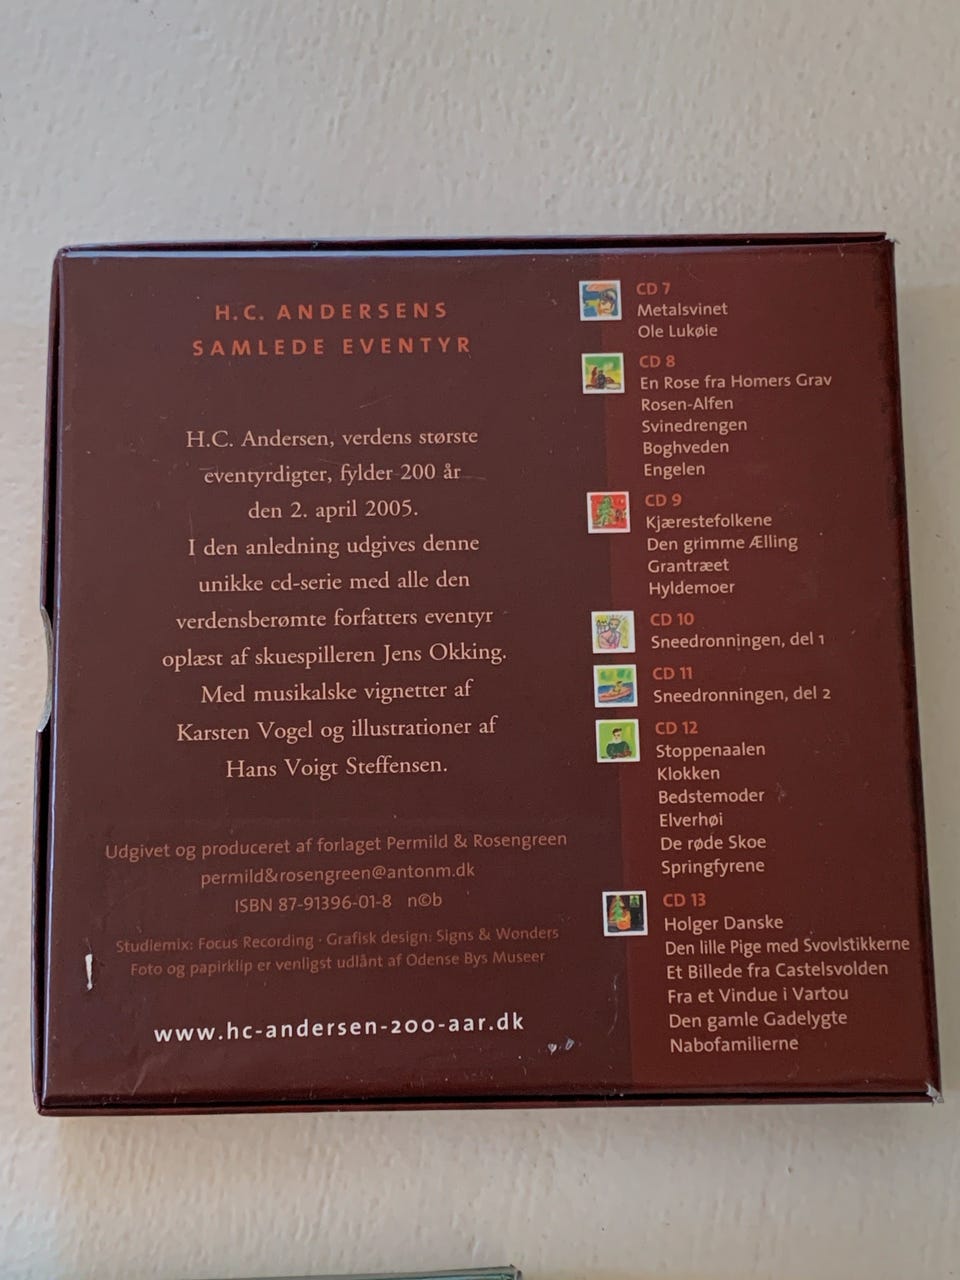 H.C. ANDERSENS
SAMLEDE EVENTYR
H.C. Andersen, verdens største
eventyrdigter, fylder 200 år
den 2. april 2005.
I den anledning udgives denne
unikke cd-serie med alle den
verdensberømte forfatters eventyr
oplæst af skuespilleren Jens Okking.
Med musikalske vignetter af
Karsten Vogel og illustrationer af
Hans Voigt Steffensen.
Udgivet og produceret af forlaget Permild & Rosengreen
permild&rosengreen@antonm.dk
ISBN 87-91396-01-8 n©b
Studiemix: Focus Recording · Grafisk design: Signs & Wonders
Foto og papirklip er venligst udlånt af Odense Bys Museer
www.hc-andersen-200-aar.dk
CD 7
Metalsvinet
Ole Lukøie
CD 8
En Rose fra Homers Grav
Rosen-Alfen
Svinedrengen
Boghveden
Engelen
CD 9
Kjærestefolkene
Den grimme Ælling
Grantræet
Hyldemoer
CD 10
Sneedronningen, del 1
CD 11
Sneedronningen, del 2
CD 12
Stoppenaalen
Klokken
Bedstemoder
Elverhøi
De røde Skoe
Springfyrene
CD 13
Holger Danske
Den lille Pige med Svovlstikkerne
Et Billede fra Castelsvolden
Fra et Vindue i Vartou
Den gamle Gadelygte
Nabofamilierne